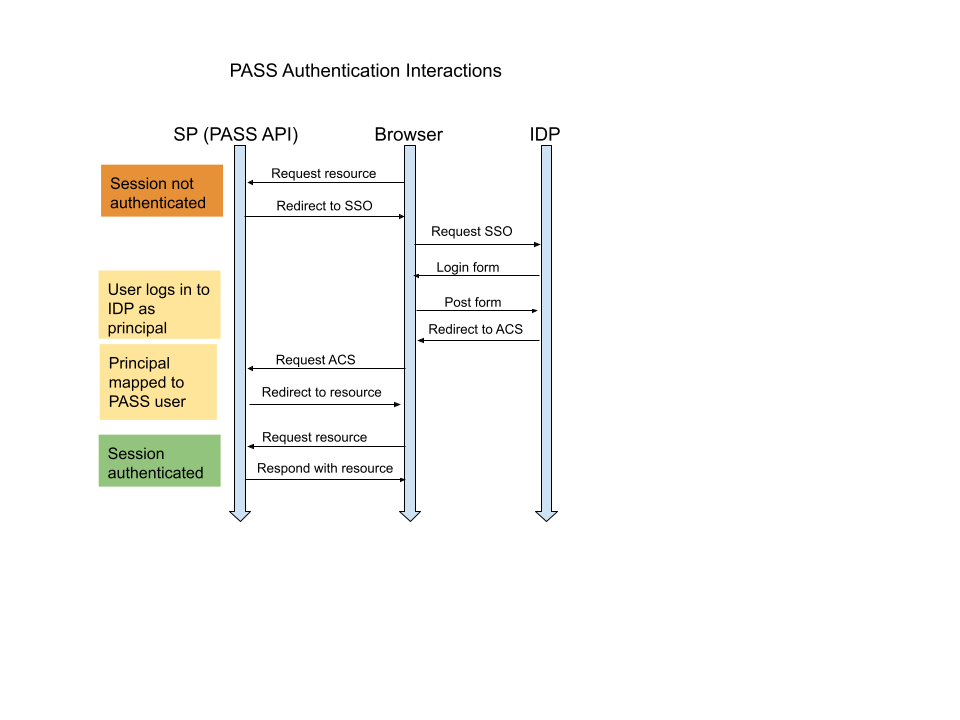 PASS Authentication Interactions
SP (PASS API)
Browser
IDP
Session not
authenticated
Request resource
Redirect to SSO
Request SSO
Login form
User logs in to
IDP as
principal
Post form
Redirect to ACS
Principal
mapped to
PASS user
Request ACS
Redirect to resource
Session
authenticated
Request resource
Respond with resource